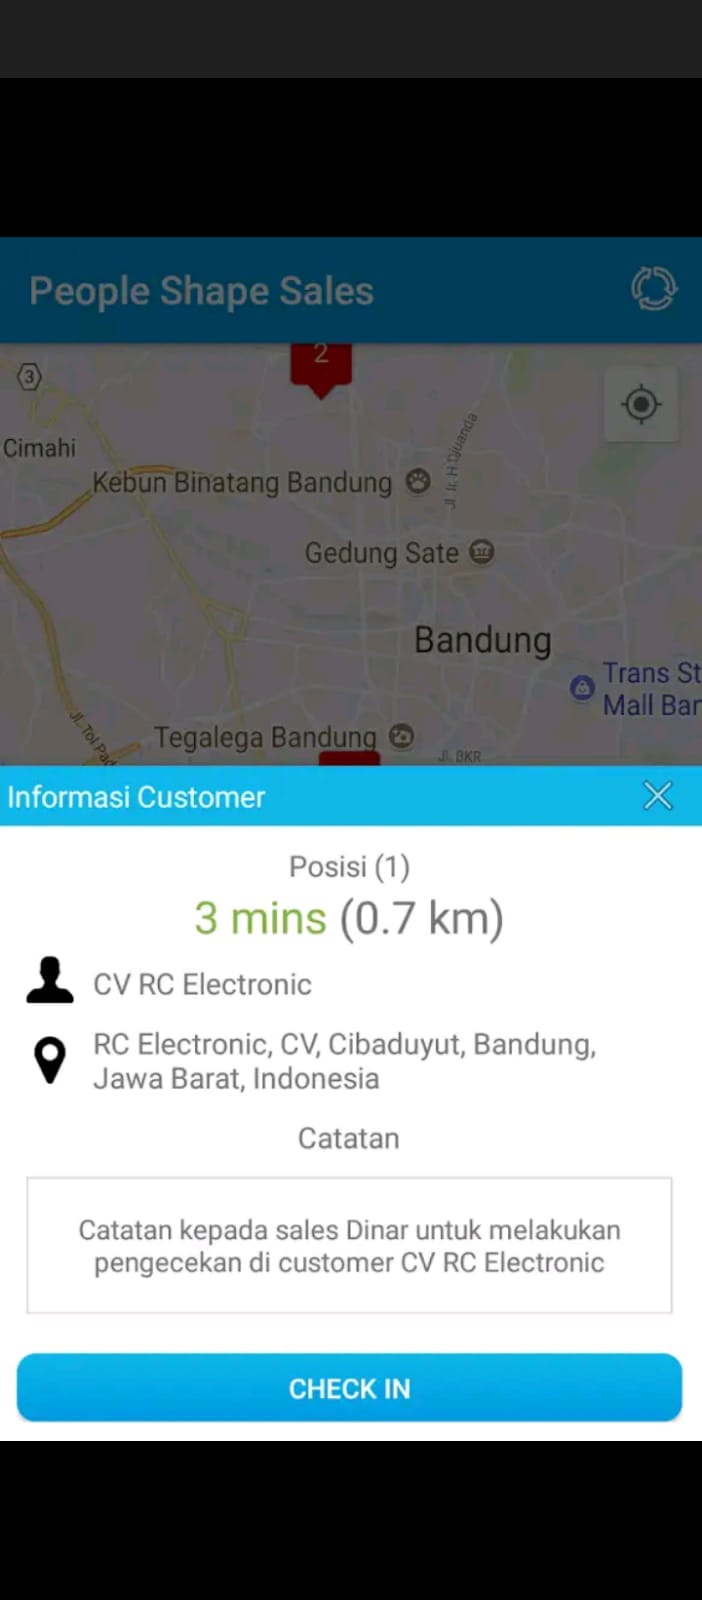 People Shape Sales
2
3
Cimahi
Jl. Ir. H.Djuanda
Kebun Binatang Bandung
Gedung Sate
Bandung
Trans St
Mall Bar
Jl. Tol Pad
Tegalega Bandung
Jl. BKR
Informasi Customer
Posisi (1)
3 mins (0.7 km)
CV RC Electronic
RC Electronic, CV, Cibaduyut, Bandung,
Jawa Barat, Indonesia
Catatan
Catatan kepada sales Dinar untuk melakukan
pengecekan di customer CV RC Electronic
CHECK IN